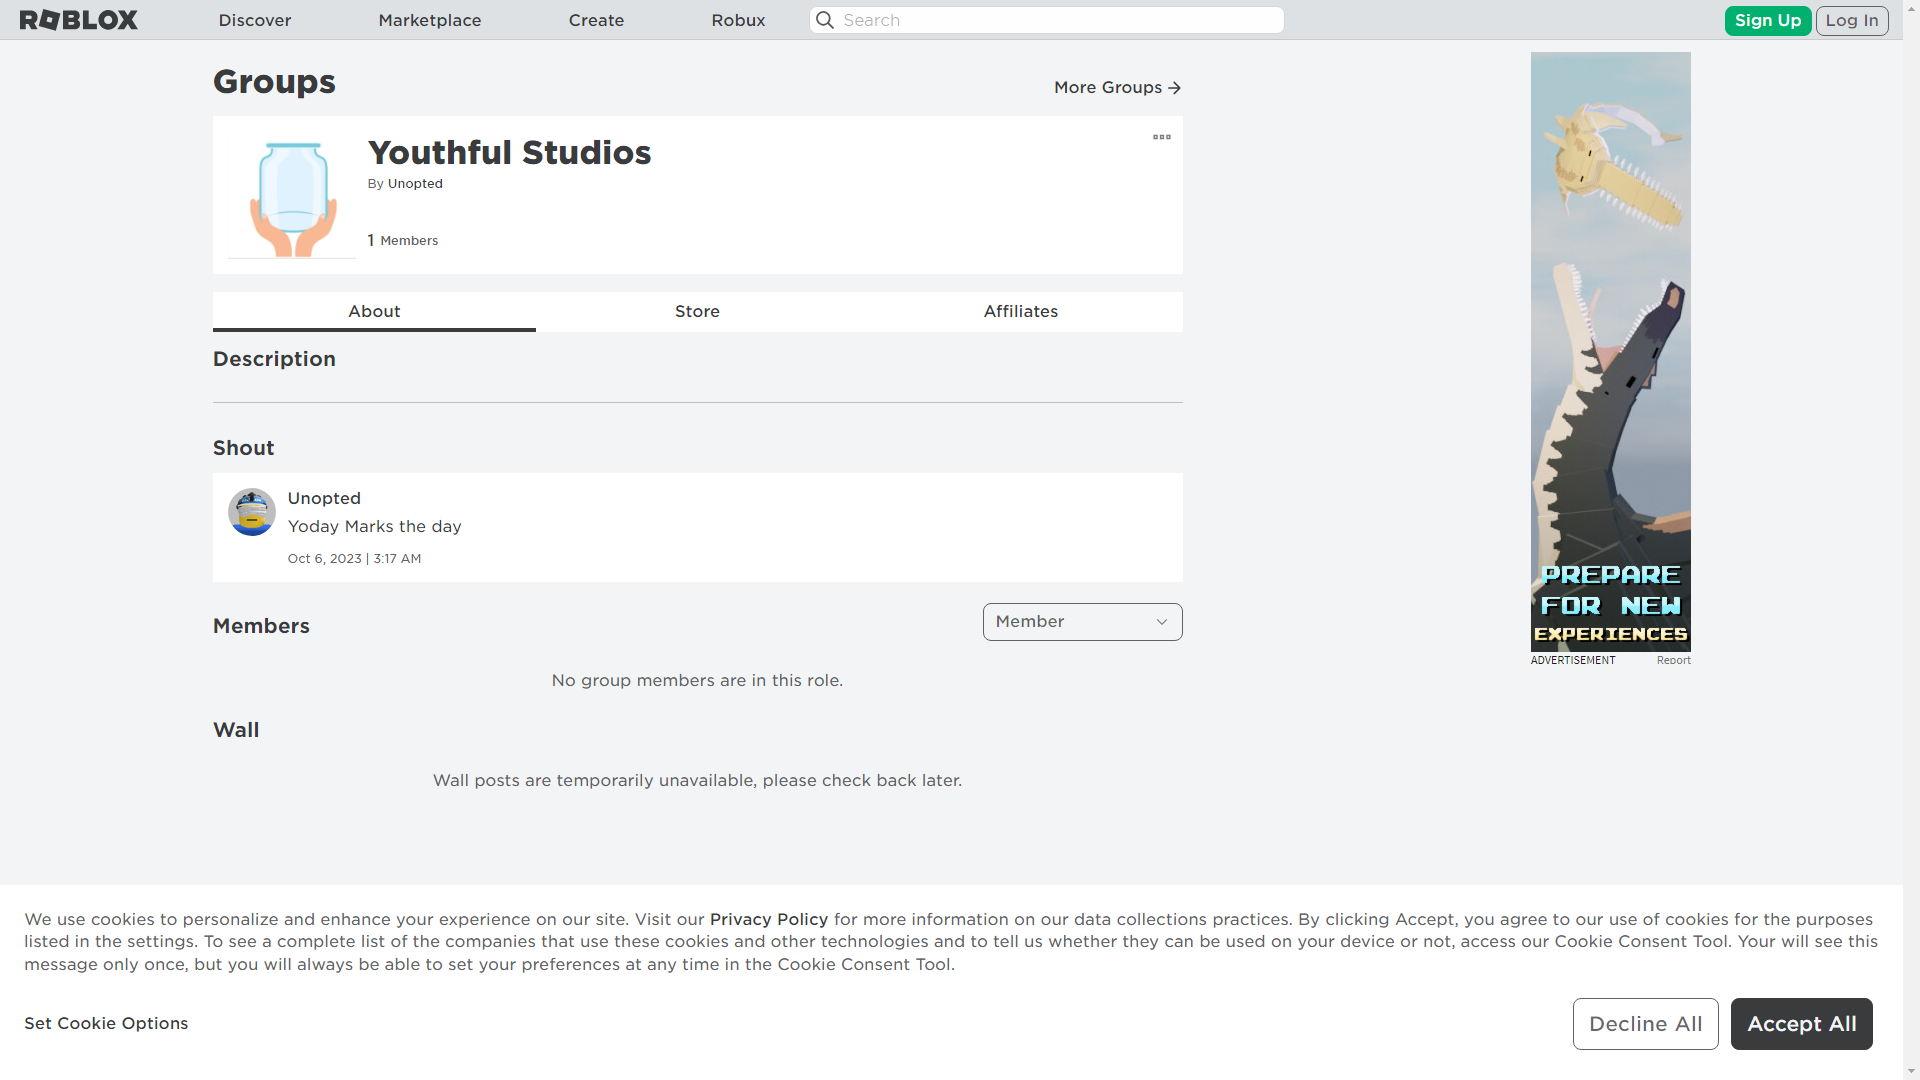 ROBLOX
Discover
Marketplace
Create
Robux
Search
Sign Up
Log In
Groups
More Groups
Youthful Studios
By Unopted
1 Members
About
Store
Affiliates
Description
Shout
Unopted
Yoday Marks the day
Oct 6, 2023 | 3:17 AM
Members
Member
No group members are in this role.
Wall
Wall posts are temporarily unavailable, please check back later.
PREPARE
FOR NEW
EXPERIENCES
ADVERTISEMENT
Report
We use cookies to personalize and enhance your experience on our site. Visit our Privacy Policy for more information on our data collections practices. By clicking Accept, you agree to our use of cookies for the purposes
listed in the settings. To see a complete list of the companies that use these cookies and other technologies and to tell us whether they can be used on your device or not, access our Cookie Consent Tool. Your will see this
message only once, but you will always be able to set your preferences at any time in the Cookie Consent Tool.
Set Cookie Options
Decline All
Accept All